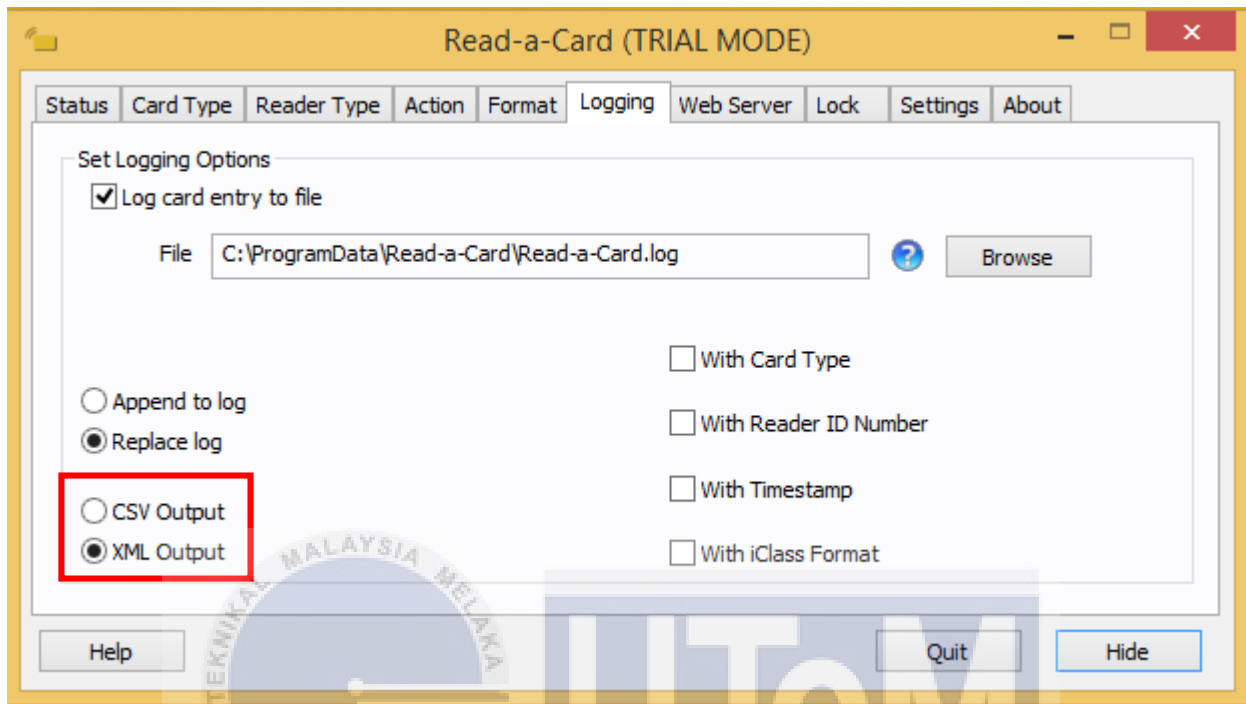 Read-a-Card (TRIAL MODE)
Status Card Type Reader Type Action Format Logging Web Server Lock Settings About
Set Logging Options
Log card entry to file
File C:\ProgramData\Read-a-Card\Read-a-Card.log ? Browse
With Card Type
Append to log
With Reader ID Number
Replace log
With Timestamp
CSV Output
XML Output
With iClass Format
TEKNIKAL MALAYSIA MELAKA
UTeM
Help Quit Hide